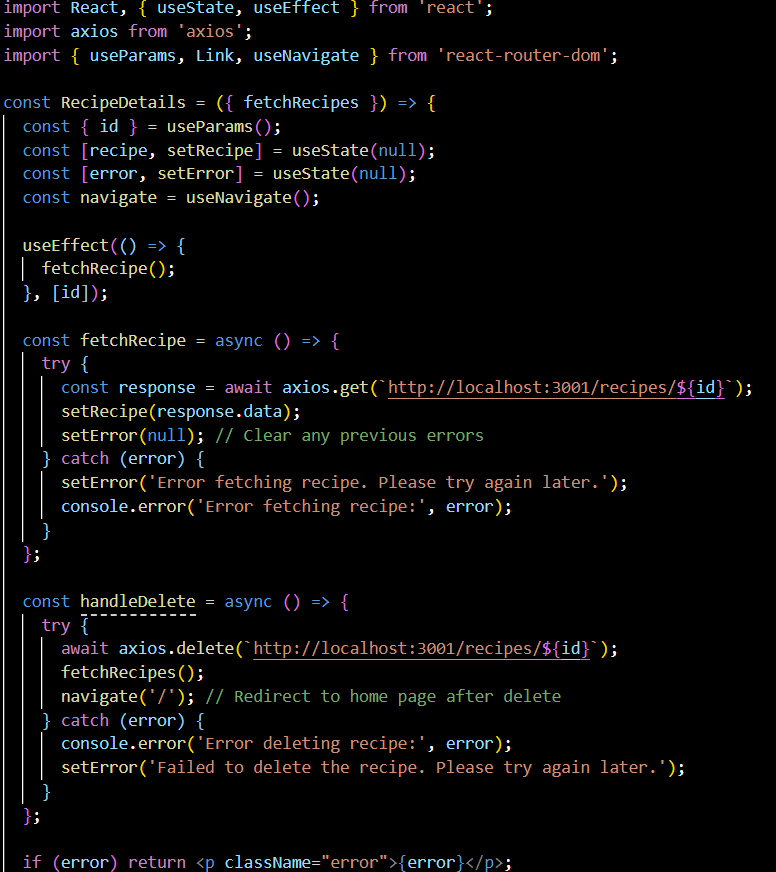 import React, { useState, useEffect } from 'react';
import axios from 'axios';
import { useParams, Link, useNavigate } from 'react-router-dom';

const RecipeDetails = ({ fetchRecipes }) => {
  const { id } = useParams();
  const [recipe, setRecipe] = useState(null);
  const [error, setError] = useState(null);
  const navigate = useNavigate();

  useEffect(() => {
    fetchRecipe();
  }, [id]);

  const fetchRecipe = async () => {
    try {
      const response = await axios.get(`http://localhost:3001/recipes/${id}`);
      setRecipe(response.data);
      setError(null); // Clear any previous errors
    } catch (error) {
      setError('Error fetching recipe. Please try again later.');
      console.error('Error fetching recipe:', error);
    }
  };

  const handleDelete = async () => {
    try {
      await axios.delete(`http://localhost:3001/recipes/${id}`);
      fetchRecipes();
      navigate('/'); // Redirect to home page after delete
    } catch (error) {
      console.error('Error deleting recipe:', error);
      setError('Failed to delete the recipe. Please try again later.');
    }
  };

  if (error) return <p className="error">{error}</p>;